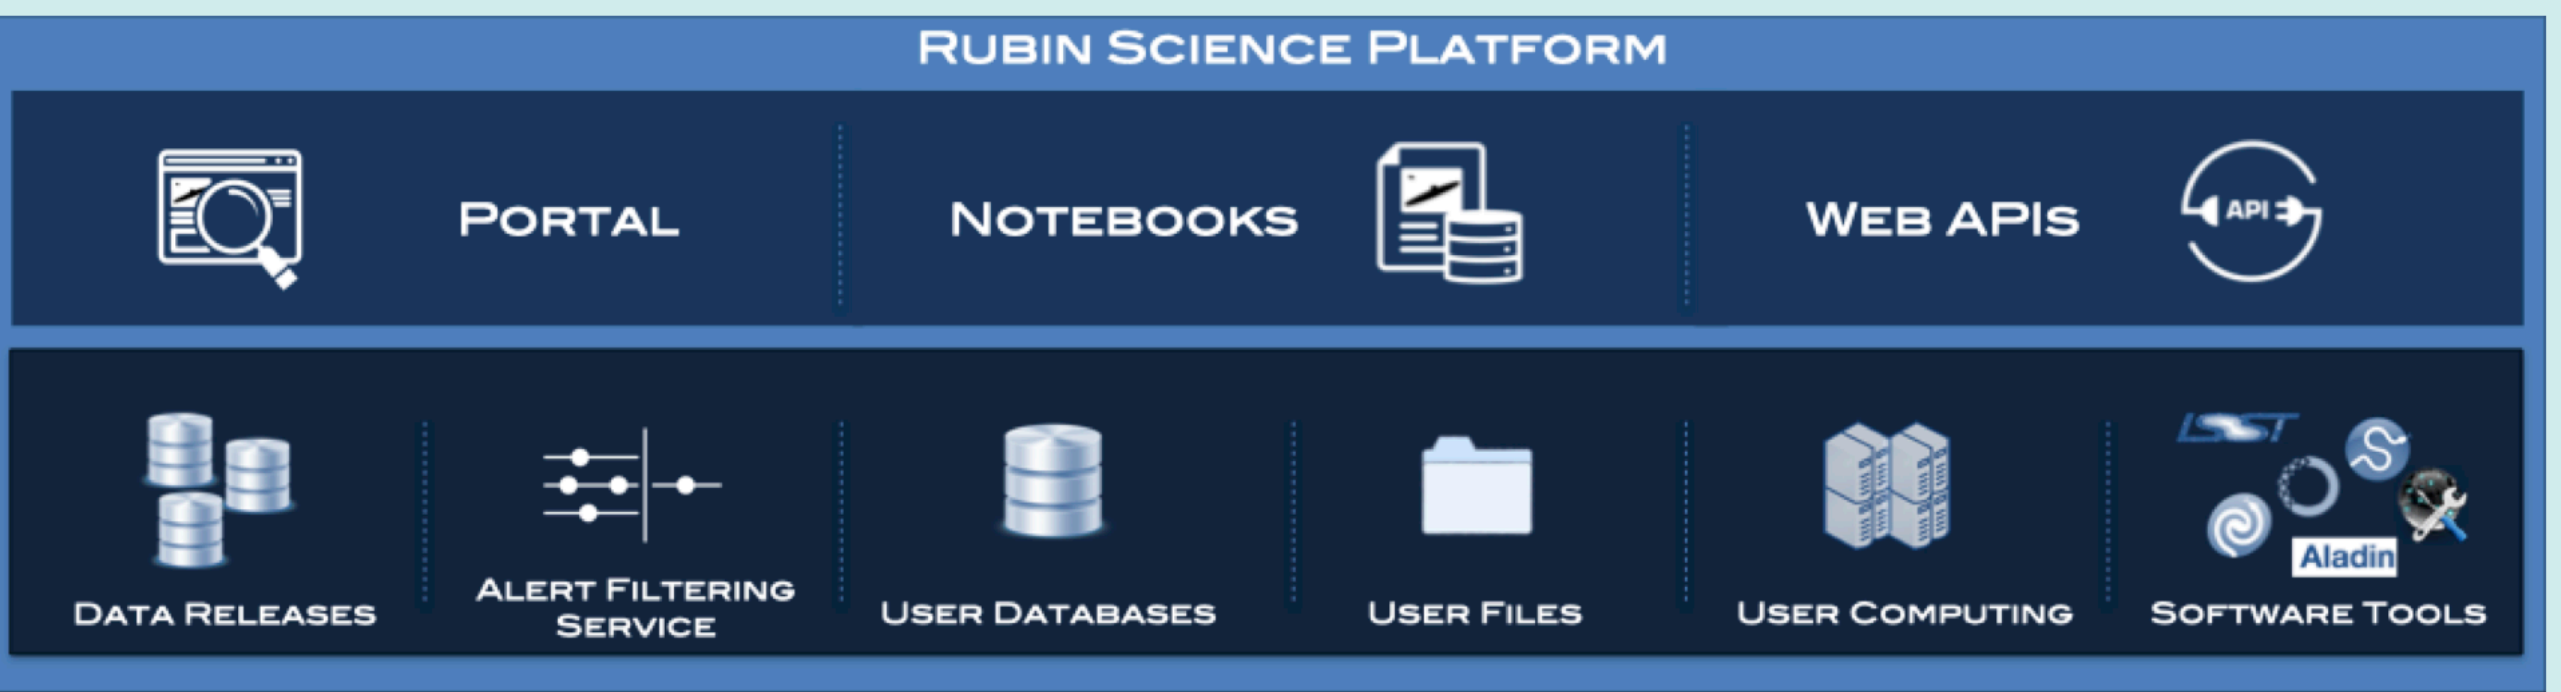 RUBIN SCIENCE PLATFORM
PORTAL
NOTEBOOKS
WEB APIS
API
DATA RELEASES
ALERT FILTERING
SERVICE
USER DATABASES
USER FILES
USER COMPUTING
LSST
Aladin
SOFTWARE TOOLS